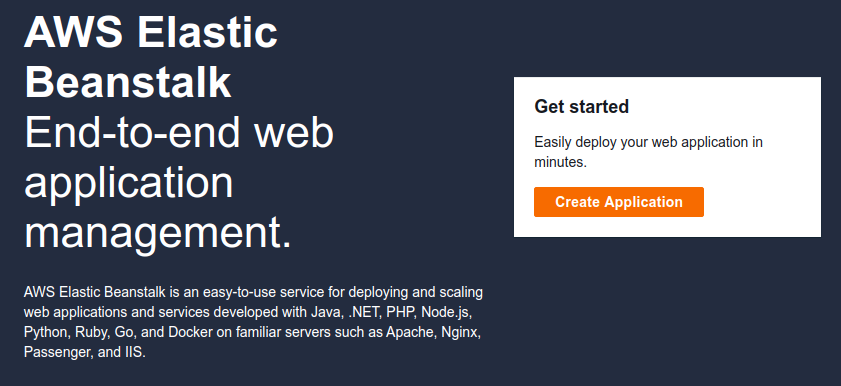 AWS Elastic
Beanstalk
End-to-end web
application
management.
AWS Elastic Beanstalk is an easy-to-use service for deploying and scaling
web applications and services developed with Java, .NET, PHP, Node.js,
Python, Ruby, Go, and Docker on familiar servers such as Apache, Nginx,
Passenger, and IIS.
Get started
Easily deploy your web application in
minutes.
Create Application